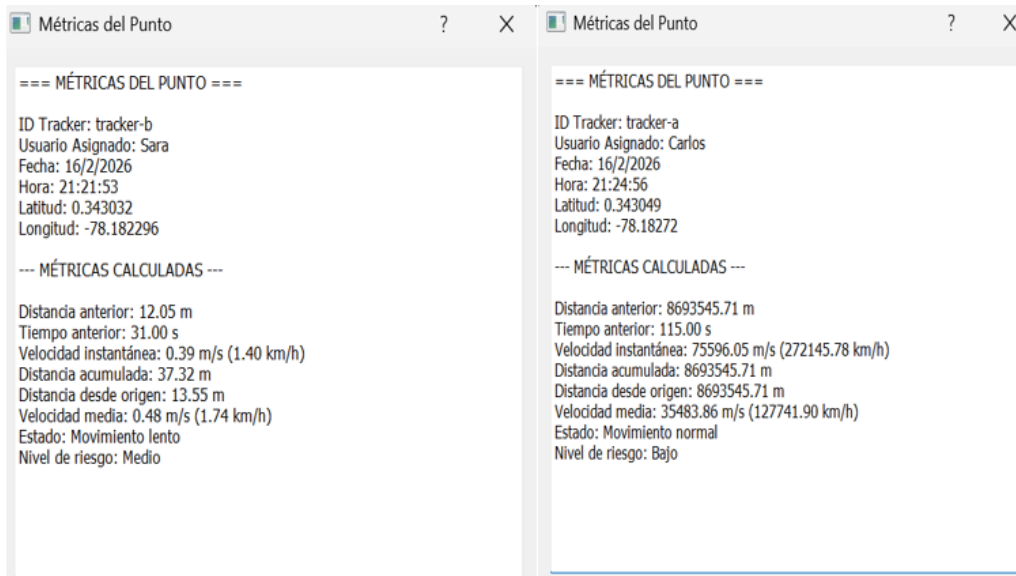 Métricas del Punto ? X
=== MÉTRICAS DEL PUNTO ===
ID Tracker: tracker-b
Usuario Asignado: Sara
Fecha: 16/2/2026
Hora: 21:21:53
Latitud: 0.343032
Longitud: -78.182296
--- MÉTRICAS CALCULADAS ---
Distancia anterior: 12.05 m
Tiempo anterior: 31.00 s
Velocidad instantánea: 0.39 m/s (1.40 km/h)
Distancia acumulada: 37.32 m
Distancia desde origen: 13.55 m
Velocidad media: 0.48 m/s (1.74 km/h)
Estado: Movimiento lento
Nivel de riesgo: Medio
Métricas del Punto ? X
=== MÉTRICAS DEL PUNTO ===
ID Tracker: tracker-a
Usuario Asignado: Carlos
Fecha: 16/2/2026
Hora: 21:24:56
Latitud: 0.343049
Longitud: -78.18272
--- MÉTRICAS CALCULADAS ---
Distancia anterior: 8693545.71 m
Tiempo anterior: 115.00 s
Velocidad instantánea: 75596.05 m/s (272145.78 km/h)
Distancia acumulada: 8693545.71 m
Distancia desde origen: 8693545.71 m
Velocidad media: 35483.86 m/s (127741.90 km/h)
Estado: Movimiento normal
Nivel de riesgo: Bajo